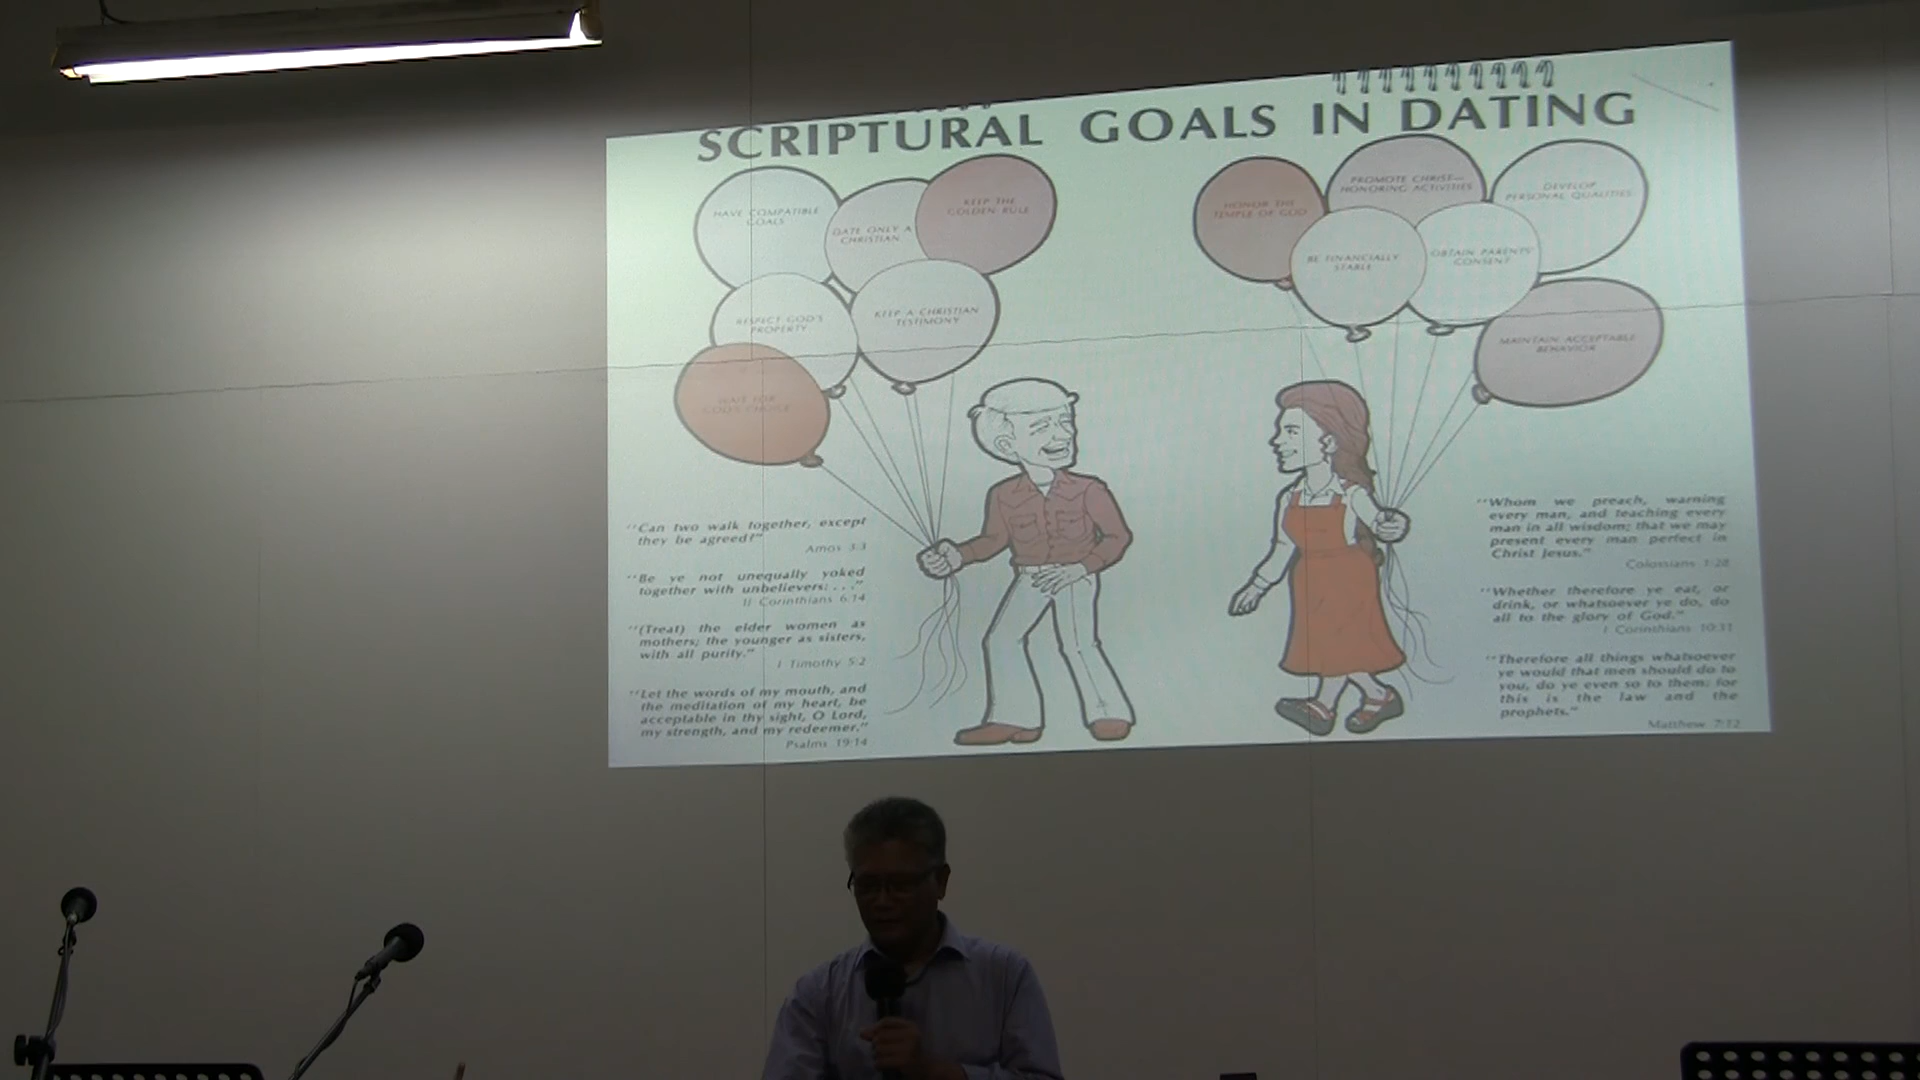 SCRIPTURAL GOALS IN DATING
HAVE COMPATIBLE
GOALS
DATE ONLY A
CHRISTIAN
KEEP THE
GOLDEN RULE
RESPECT GOD'S
PROPERTY
KEEP A CHRISTIAN
TESTIMONY
WAIT FOR
GOD'S CHOICE
HONOR THE
TEMPLE OF GOD
PROMOTE CHRIST—
HONORING ACTIVITIES
DEVELOP
PERSONAL QUALITIES
BE FINANCIALLY
STABLE
OBTAIN PARENTS'
CONSENT
MAINTAIN ACCEPTABLE
BEHAVIOR
"Can two walk together, except
they be agreed?"
Amos 3:3
"Be ye not unequally yoked
together with unbelievers: . . ."
II Corinthians 6:14
"(Treat) the elder women as
mothers; the younger as sisters,
with all purity."
I Timothy 5:2
"Let the words of my mouth, and
the meditation of my heart, be
acceptable in thy sight, O Lord,
my strength, and my redeemer."
Psalms 19:14
"Whom we preach, warning
every man, and teaching every
man in all wisdom; that we may
present every man perfect in
Christ Jesus."
Colossians 1:28
"Whether therefore ye eat, or
drink, or whatsoever ye do, do
all to the glory of God."
I Corinthians 10:31
"Therefore all things whatsoever
ye would that men should do to
you, do ye even so to them: for
this is the law and the
prophets."
Matthew 7:12